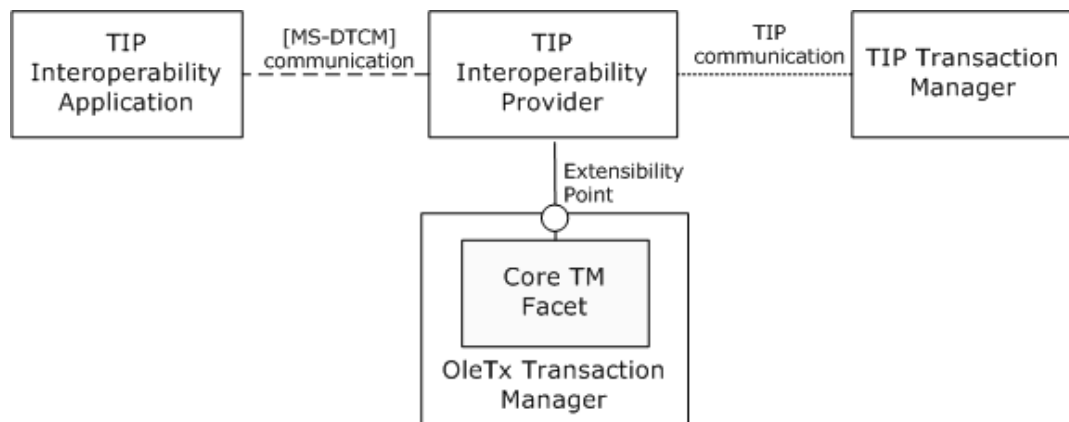 TIP
Interoperability
Application
[MS-DTCM]
communication
TIP
Interoperability
Provider
TIP
communication
TIP Transaction
Manager
Extensibility
Point
Core TM
Facet
OleTx Transaction
Manager